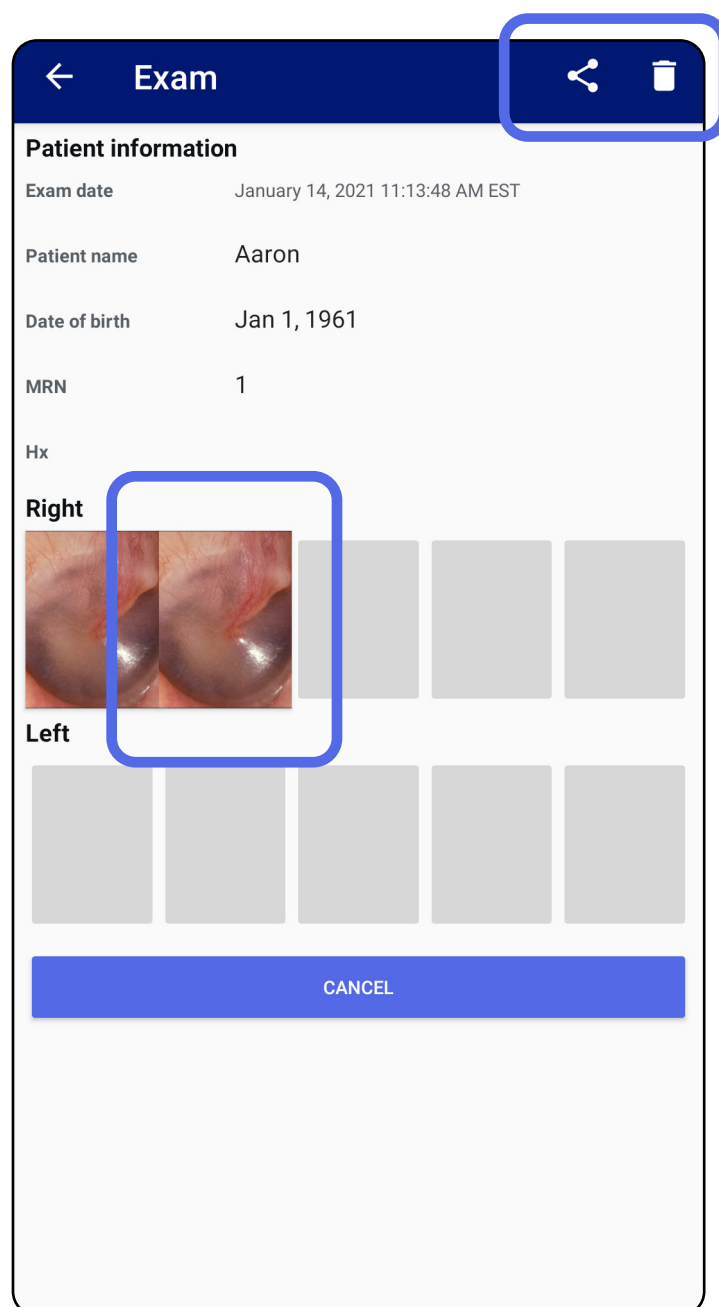 Exam
Patient information
Exam date January 14, 2021 11:13:48 AM EST
Patient name Aaron
Date of birth Jan 1, 1961
MRN 1
Hx
Right
Left
CANCEL